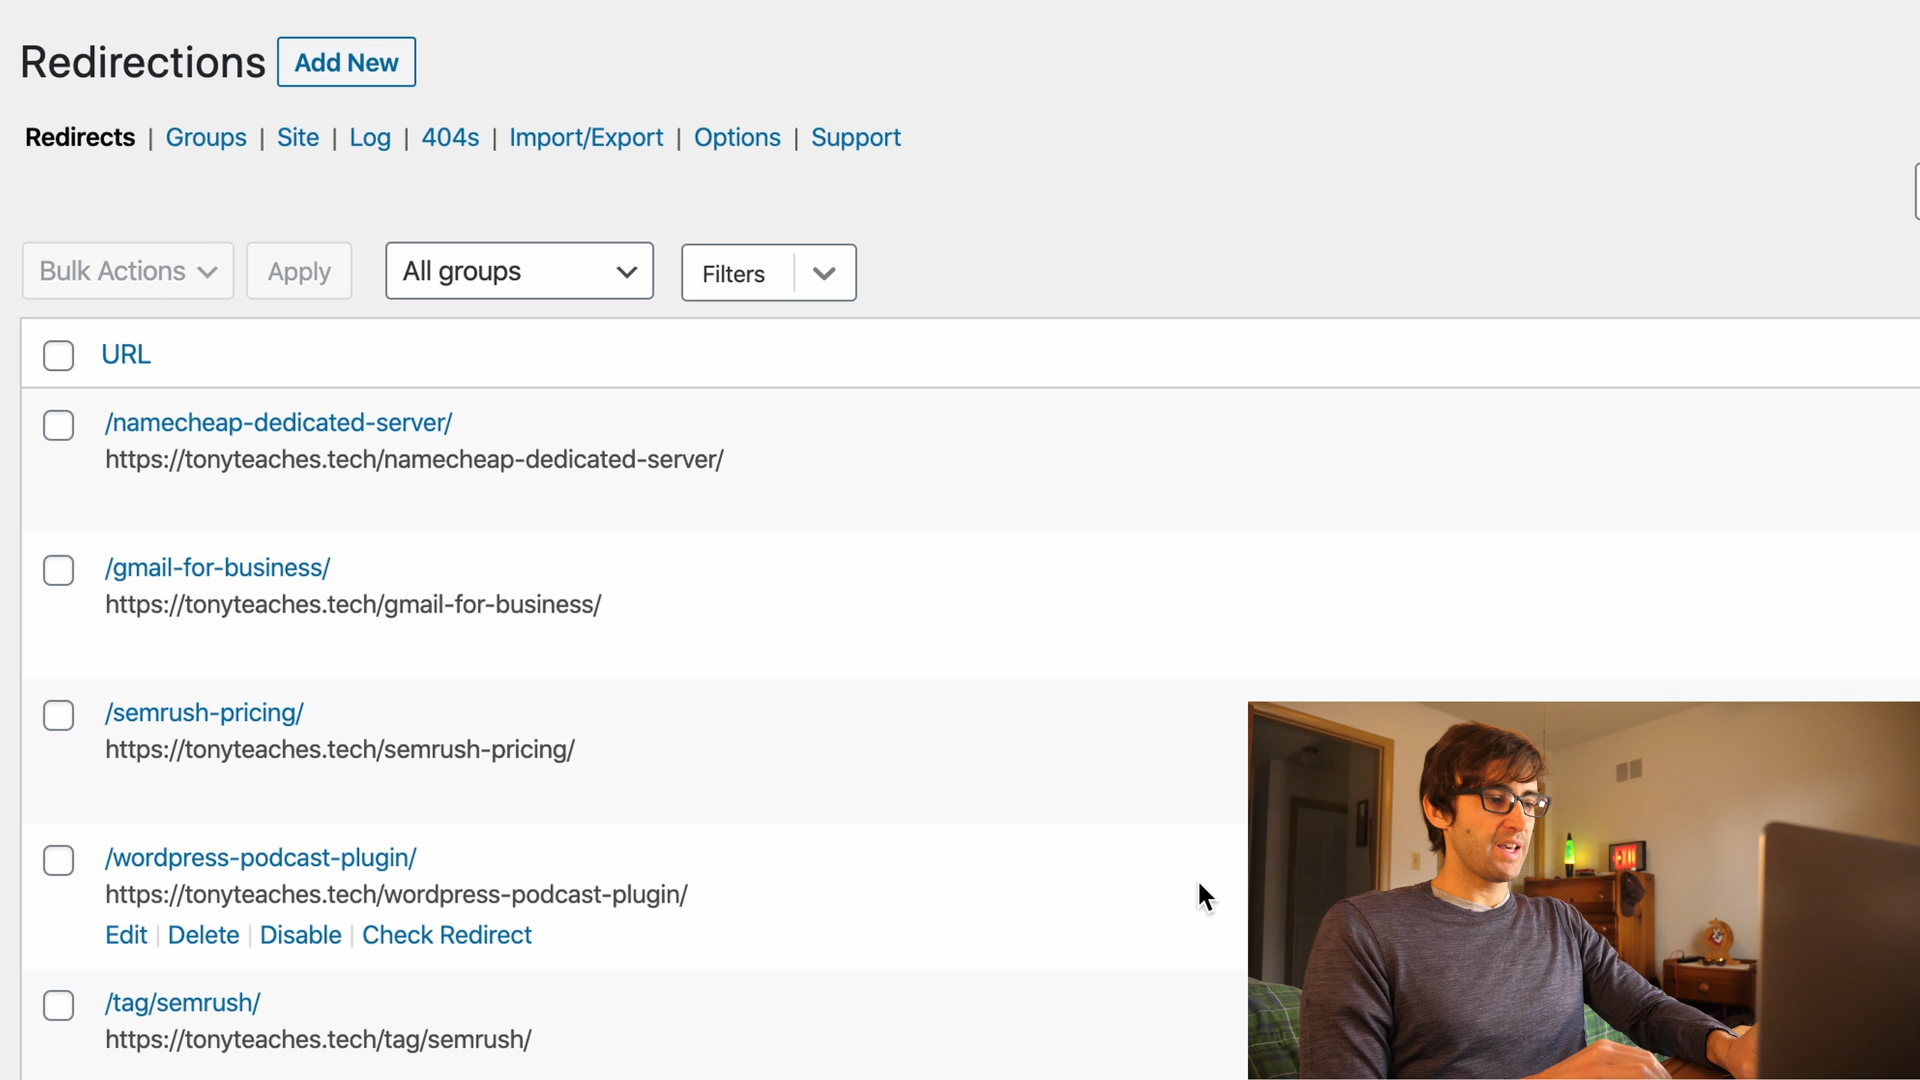 Redirections Add New
Redirects | Groups | Site | Log | 404s | Import/Export | Options | Support
Bulk Actions Apply All groups Filters
URL
/namecheap-dedicated-server/
https://tonyteaches.tech/namecheap-dedicated-server/
/gmail-for-business/
https://tonyteaches.tech/gmail-for-business/
/semrush-pricing/
https://tonyteaches.tech/semrush-pricing/
/wordpress-podcast-plugin/
https://tonyteaches.tech/wordpress-podcast-plugin/
Edit | Delete | Disable | Check Redirect
EXIT
/tag/semrush/
https://tonyteaches.tech/tag/semrush/